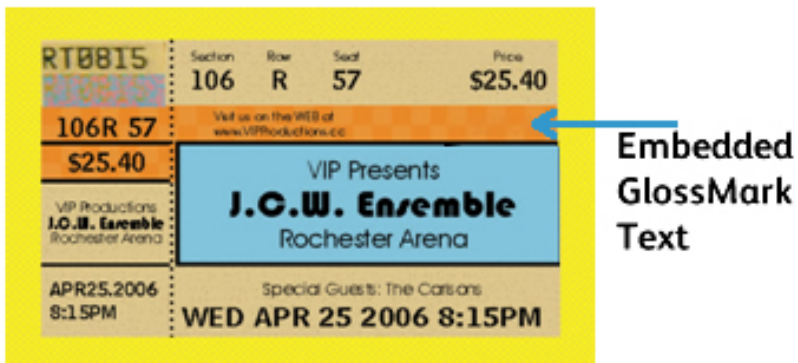 RT0815
Section Row Seat Price
106 R 57 $25.40
106R 57
Visit us on the WEB at
www.VIPProductions.ca
$25.40
VIP Presents
J.C.W. Ensemble
Rochester Arena
VIP Productions
J.C.W. Ensemble
Rochester Arena
APR25.2006
8:15PM
Special Guests: The Carlsons
WED APR 25 2006 8:15PM
Embedded
GlossMark
Text